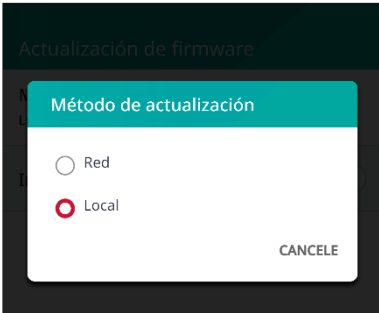 Actualización de firmware
Método de actualización
Red
Local
CANCELE